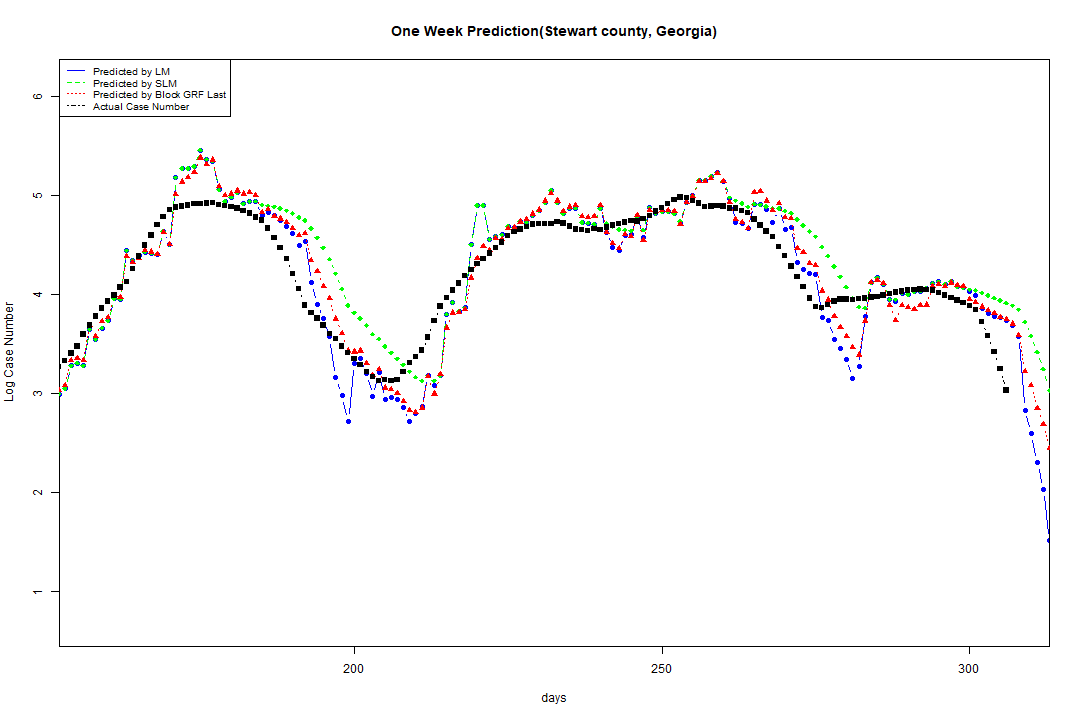 One Week Prediction(Stewart county, Georgia)
Predicted by LM
Predicted by SLM
Predicted by Block GRF Last
Actual Case Number
6
5
4
3
2
1
Log Case Number
200 250 300
days